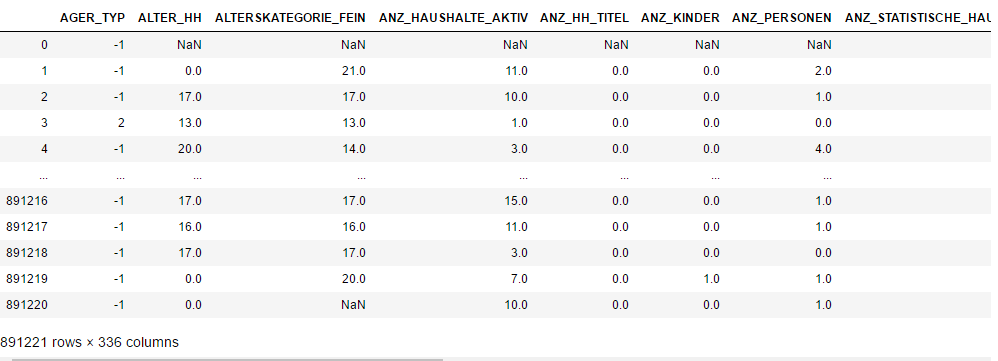 AGER_TYP ALTER_HH ALTERSKATEGORIE_FEIN ANZ_HAUSHALTE_AKTIV ANZ_HH_TITEL ANZ_KINDER ANZ_PERSONEN ANZ_STATISTISCHE_HAU
0 -1 NaN NaN NaN NaN NaN NaN
1 -1 0.0 21.0 11.0 0.0 0.0 2.0
2 -1 17.0 17.0 10.0 0.0 0.0 1.0
3 2 13.0 13.0 1.0 0.0 0.0 0.0
4 -1 20.0 14.0 3.0 0.0 0.0 4.0
... ... ... ... ... ... ... ...
891216 -1 17.0 17.0 15.0 0.0 0.0 1.0
891217 -1 16.0 16.0 11.0 0.0 0.0 1.0
891218 -1 17.0 17.0 3.0 0.0 0.0 0.0
891219 -1 0.0 20.0 7.0 0.0 1.0 1.0
891220 -1 0.0 NaN 10.0 0.0 0.0 1.0
891221 rows × 336 columns